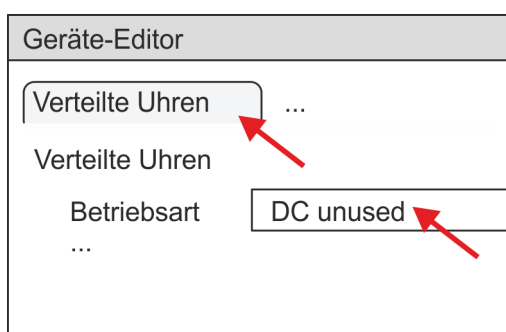 Geräte-Editor
Verteilte Uhren ...
Verteilte Uhren
Betriebsart DC unused
...